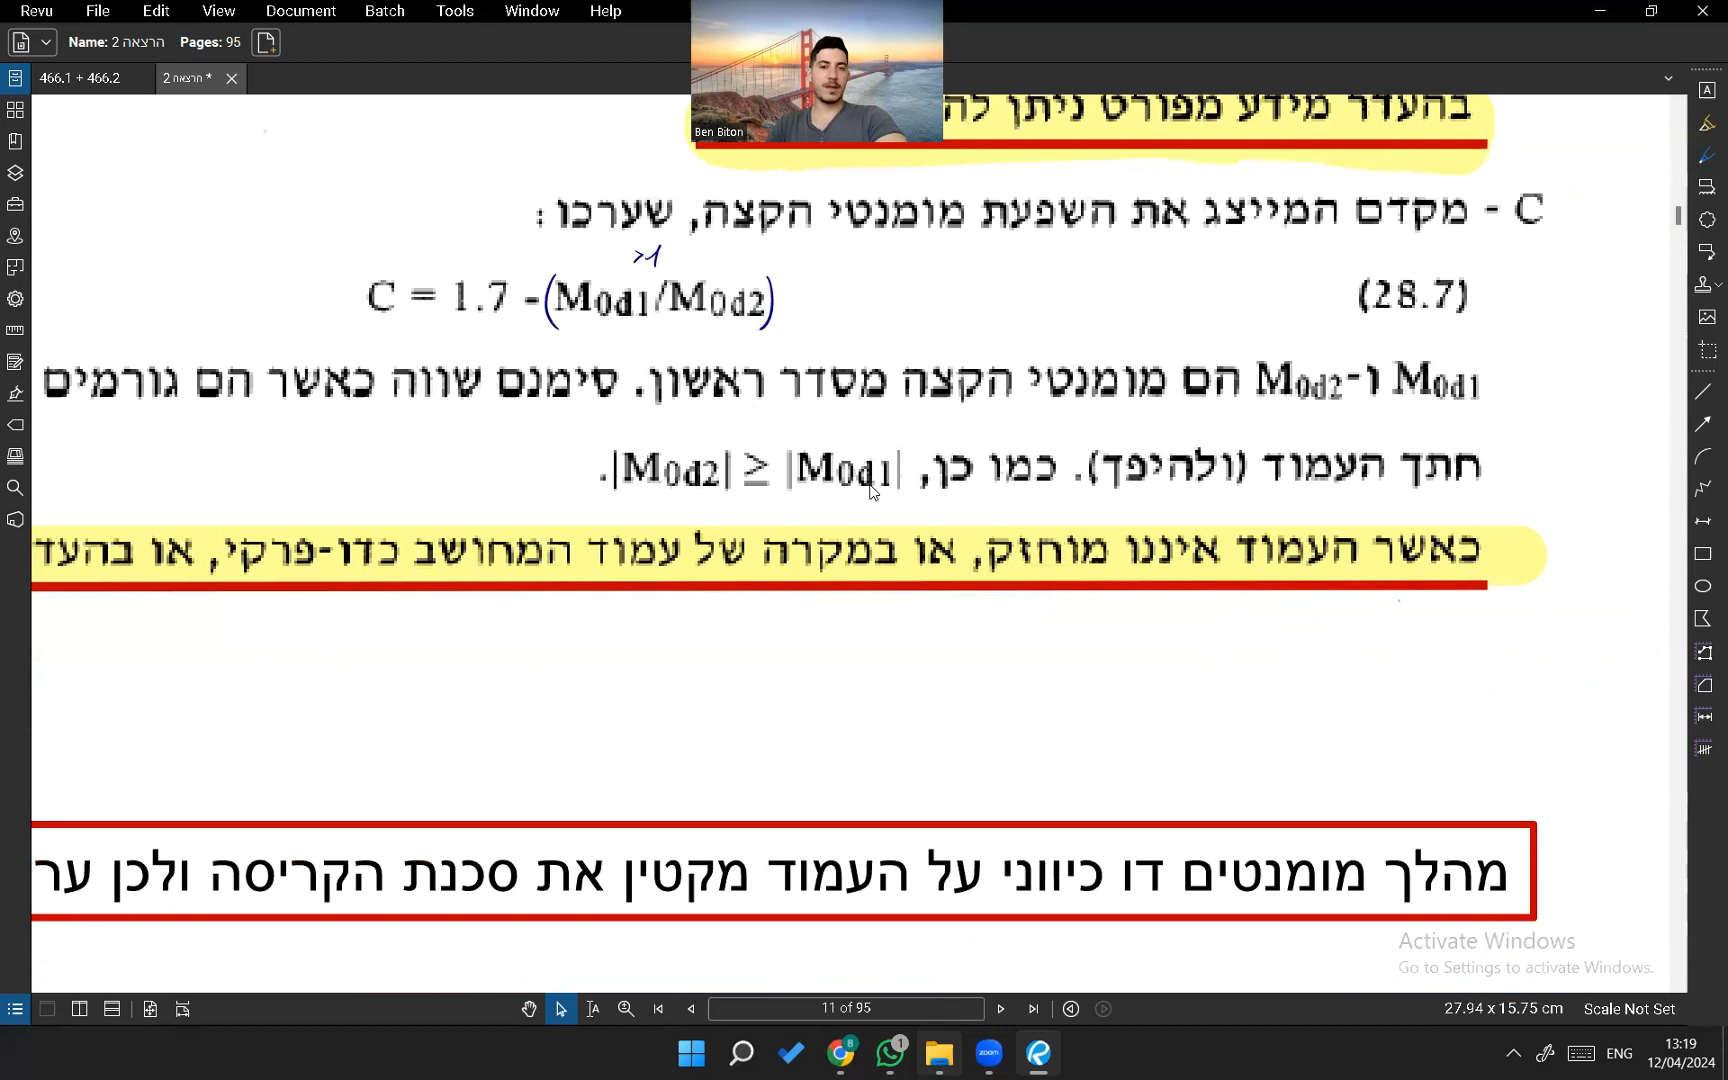 Revu File Edit View Document Batch Tools Window Help
Name: הרצאה 2 Pages: 95
466.1 + 466.2
הרצאה 2 *
Ben Biton
בהעדר מידע מפורט ניתן לה
C - מקדם המייצג את השפעת מומנטי הקצה, שערכו :
>1
C = 1.7 -(M0d1/M0d2) (28.7)
M0d1 ו-M0d2 הם מומנטי הקצה מסדר ראשון. סימנם שווה כאשר הם גורמים
חתך העמוד (ולהיפך). כמו כן, |M0d2| ≥ |M0d1|.
כאשר העמוד איננו מוחזק, או במקרה של עמוד המחושב כדו-פרקי, או בהעד
מהלך מומנטים דו כיווני על העמוד מקטין את סכנת הקריסה ולכן ער
Activate Windows
Go to Settings to activate Windows.
11 of 95
27.94 x 15.75 cm Scale Not Set
B
1
zoom
ENG
13:19
12/04/2024